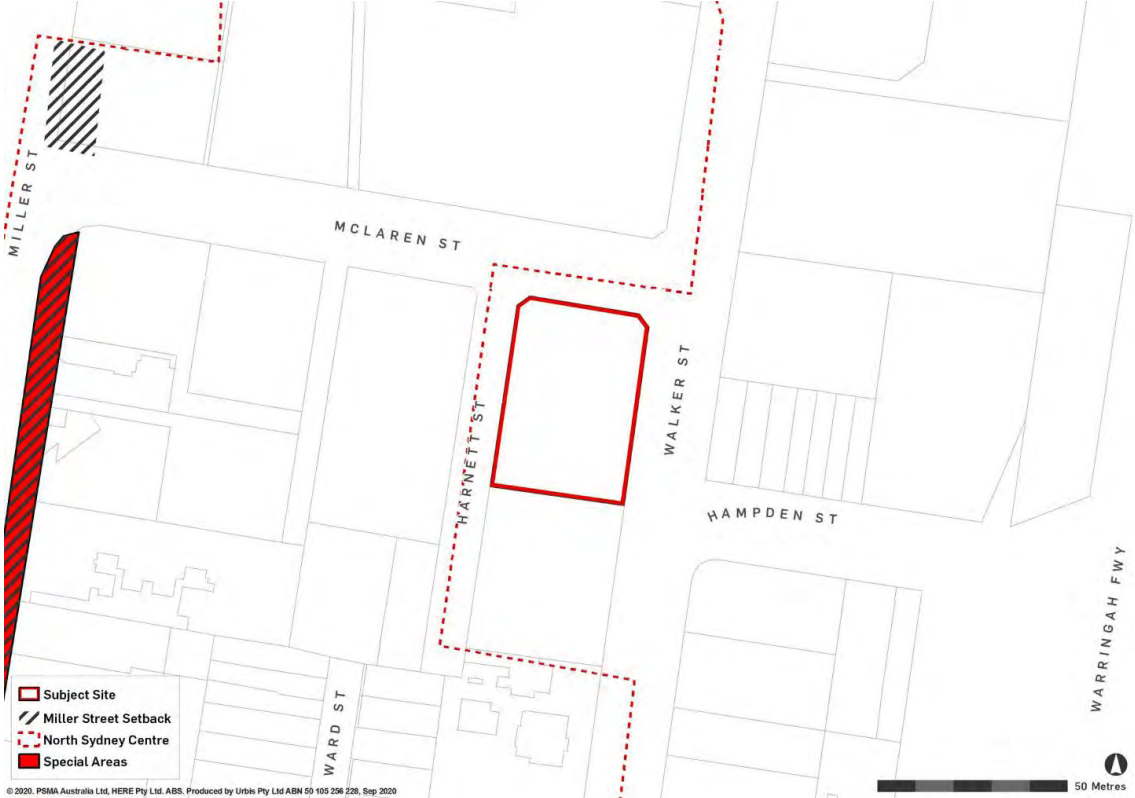 MILLER ST
MCLAREN ST
HARNETT ST
WALKER ST
HAMPDEN ST
WARRINGAH FWY
WARD ST
Subject Site
Miller Street Setback
North Sydney Centre
Special Areas
50 Metres
© 2020. PSMA Australia Ltd, HERE Pty Ltd. ABS. Produced by Urbis Pty Ltd ABN 50 105 256 228, Sep 2020